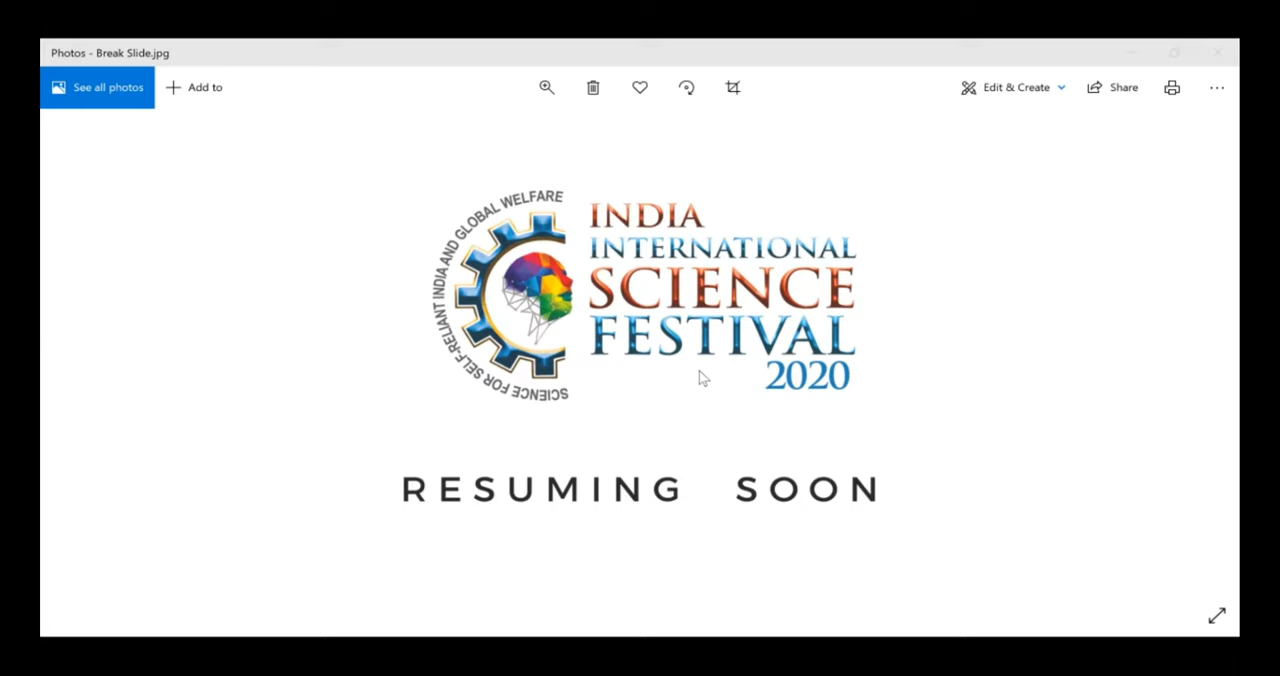 Photos - Break Slide.jpg
See all photos
Add to
Edit & Create
Share
SCIENCE FOR SELF-RELIANT INDIA AND GLOBAL WELFARE
INDIA
INTERNATIONAL
SCIENCE
FESTIVAL
2020
RESUMING SOON